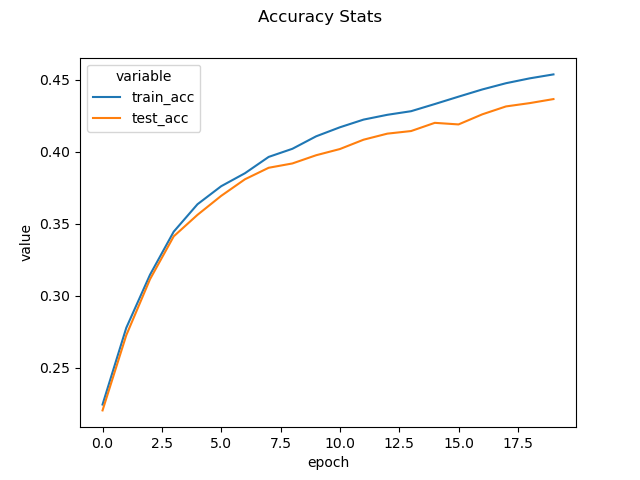 Accuracy Stats
variable
train_acc
test_acc
0.45
0.40
0.35
0.30
0.25
value
0.0 2.5 5.0 7.5 10.0 12.5 15.0 17.5
epoch